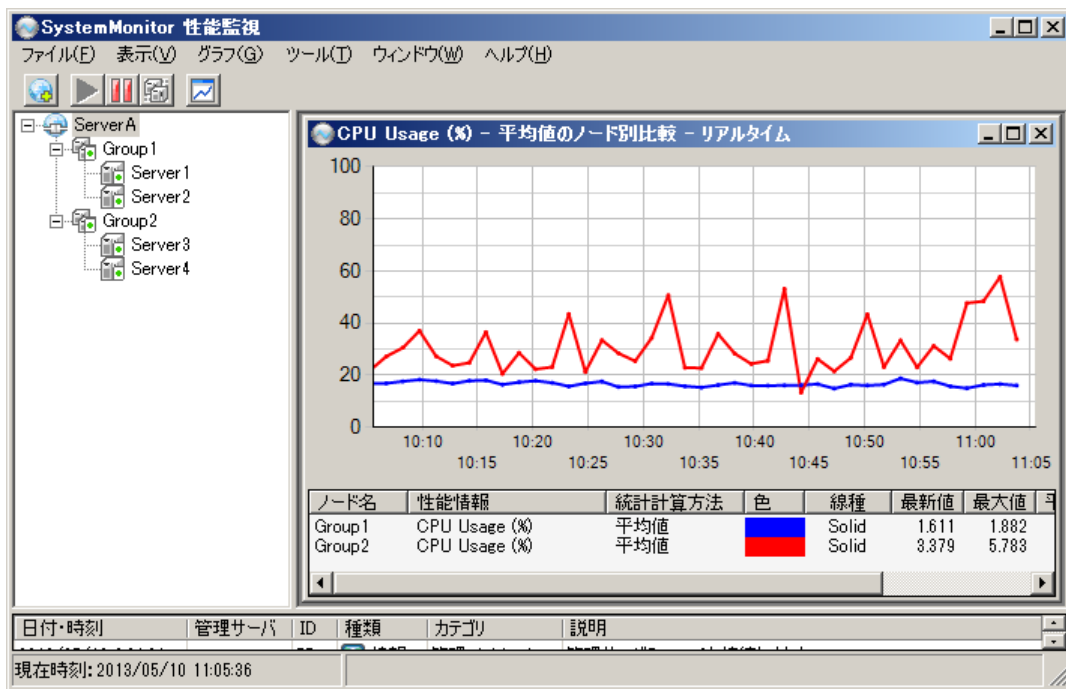 SystemMonitor 性能監視
ファイル(F) 表示(V) グラフ(G) ツール(T) ウィンドウ(W) ヘルプ(H)
ServerA
Group1
Server1
Server2
Group2
Server3
Server4
CPU Usage (%) - 平均値のノード別比較 - リアルタイム
100
80
60
40
20
0
10:10 10:20 10:30 10:40 10:50 11:00
10:15 10:25 10:35 10:45 10:55 11:05
ノード名 性能情報 統計計算方法 色 線種 最新値 最大値
Group1 CPU Usage (%) 平均値 Solid 1.611 1.882
Group2 CPU Usage (%) 平均値 Solid 3.379 5.783
日付・時刻 管理サーバ ID 種類 カテゴリ 説明
現在時刻: 2013/05/10 11:05:36